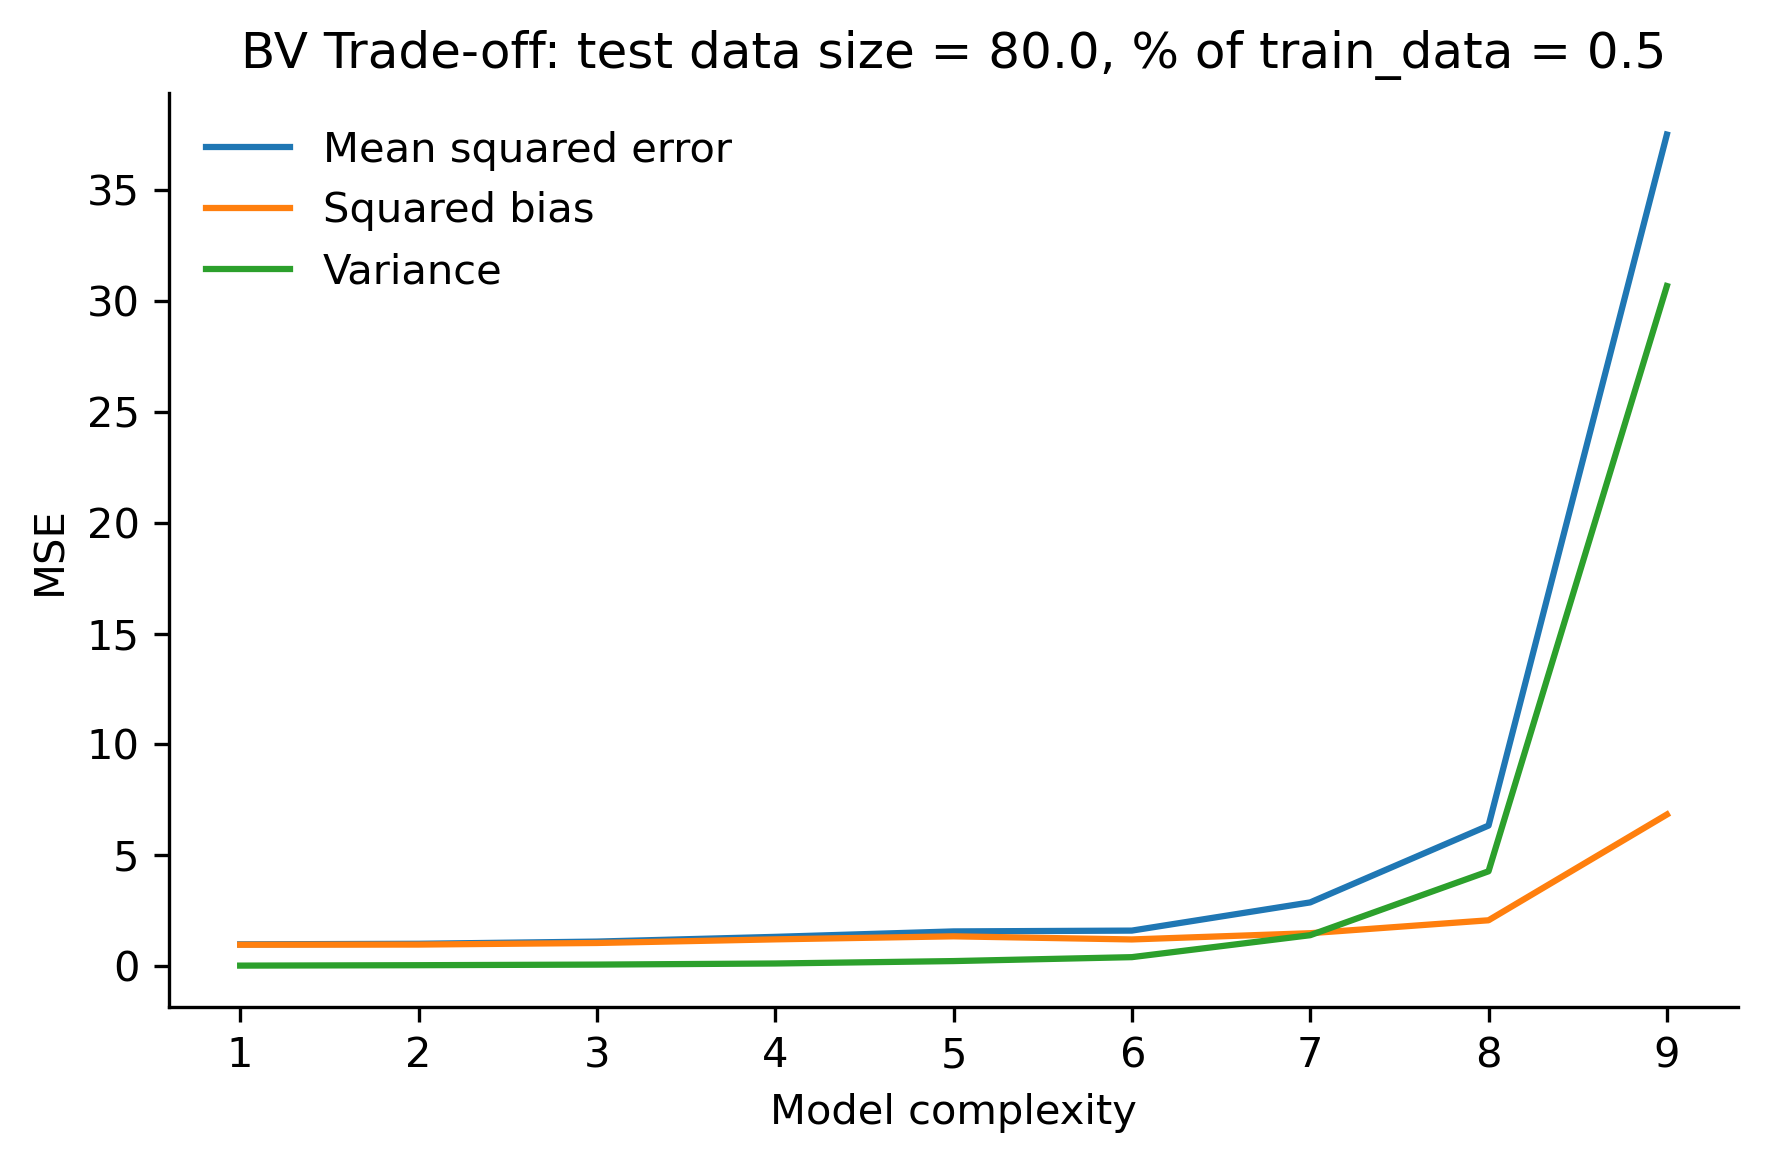 BV Trade-off: test data size = 80.0, % of train_data = 0.5
Mean squared error
Squared bias
Variance
35
30
25
20
15
10
5
0
MSE
1 2 3 4 5 6 7 8 9
Model complexity